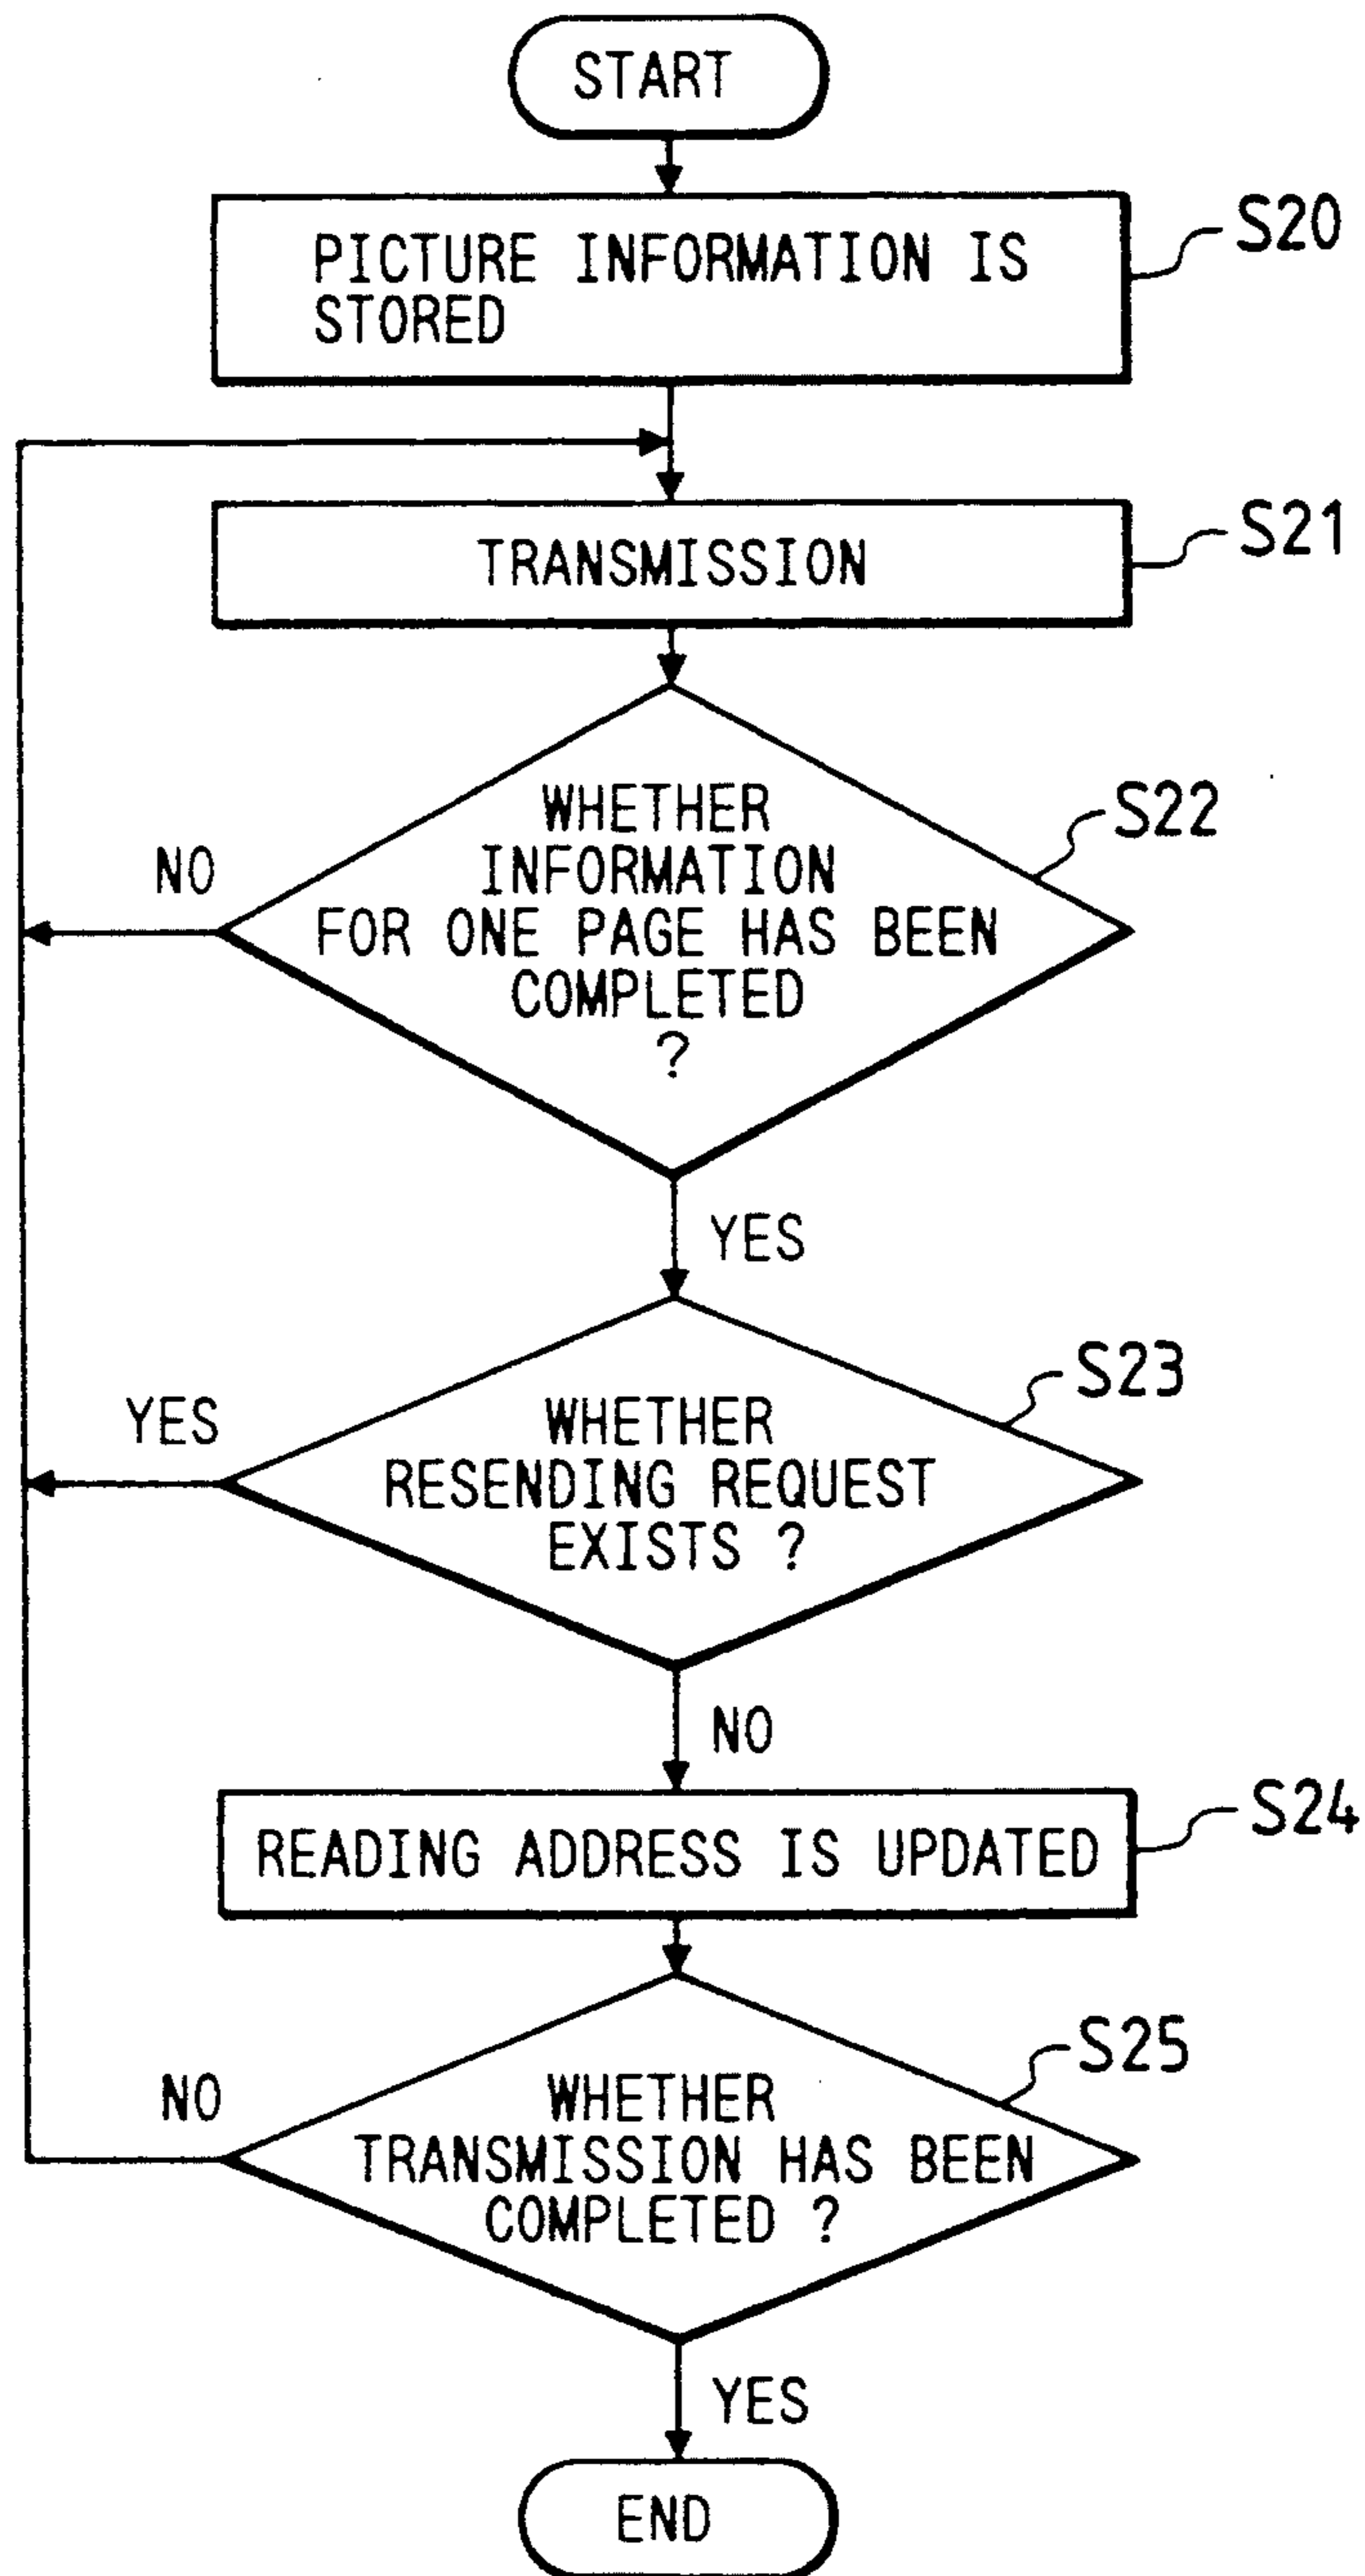 START
PICTURE INFORMATION IS
STORED
S20
TRANSMISSION
S21
WHETHER
INFORMATION
FOR ONE PAGE HAS BEEN
COMPLETED
?
S22
NO
YES
WHETHER
RESENDING REQUEST
EXISTS ?
S23
YES
NO
READING ADDRESS IS UPDATED
S24
WHETHER
TRANSMISSION HAS BEEN
COMPLETED ?
S25
NO
YES
END